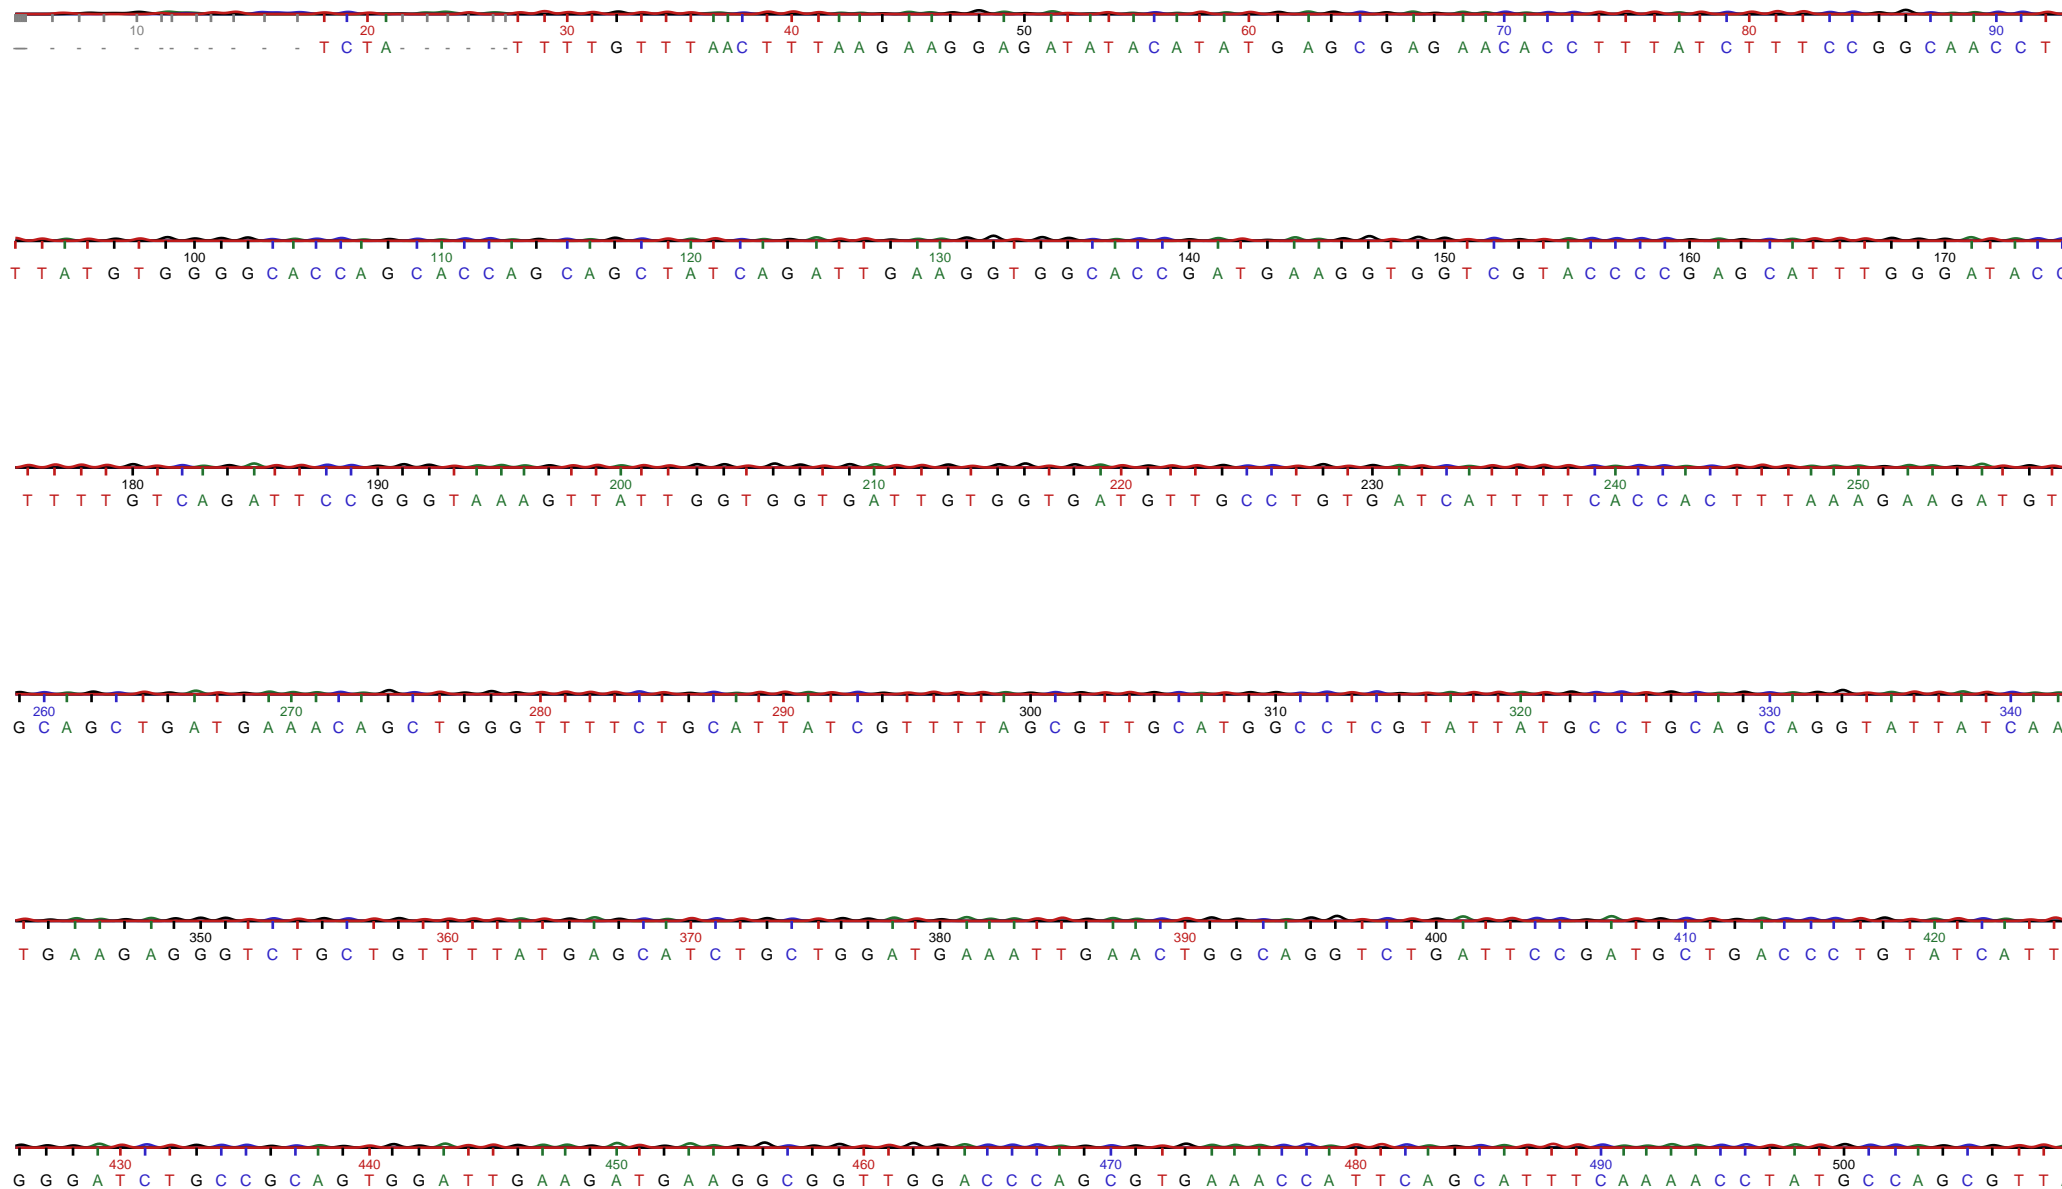 10 20 30 40 50 60 70 80 90
- - - - - - - - - - - - TCTA- - - - - - TTTTGTTTAACTTTAAGAAGGAGATATACATATGAGCGAGAACACCTTTATCTTTCCGGCAACCT
100 110 120 130 140 150 160 170
TTATGTGGGGCACCAGCACCAGCAGCTATCAGATTGAAGGTGGCACCGATGAAGGTGGTCGTACCCCGAGCATTTGGGATACC
180 190 200 210 220 230 240 250
TTTTGTCAGATTCCGGGTAAAGTTATTGGTGGTGATTGTGGTGATGTTGCCTGTGATCATTTTCACCACTTTAAAGAAGATGT
260 270 280 290 300 310 320 330 340
GCAGCTGATGAAACAGCTGGGTTTTCTGCATTATCGTTTTAGCGTTGCATGGCCTCGTATTATGCCTGCAGCAGGTATTATCAA
350 360 370 380 390 400 410 420
TGAAGAGGGTCTGCTGTTTTATGAGCATCTGCTGGATGAAATTGAACTGGCAGGTCTGATTCCGATGCTGACCCTGTATCATT
430 440 450 460 470 480 490 500
GGGATCTGCCGCAGTGGATTGAAGATGAAGGCGGTTGGACCCAGCGTGAAACCATTCAGCATTTCAAAACCTATGCCAGCGTT